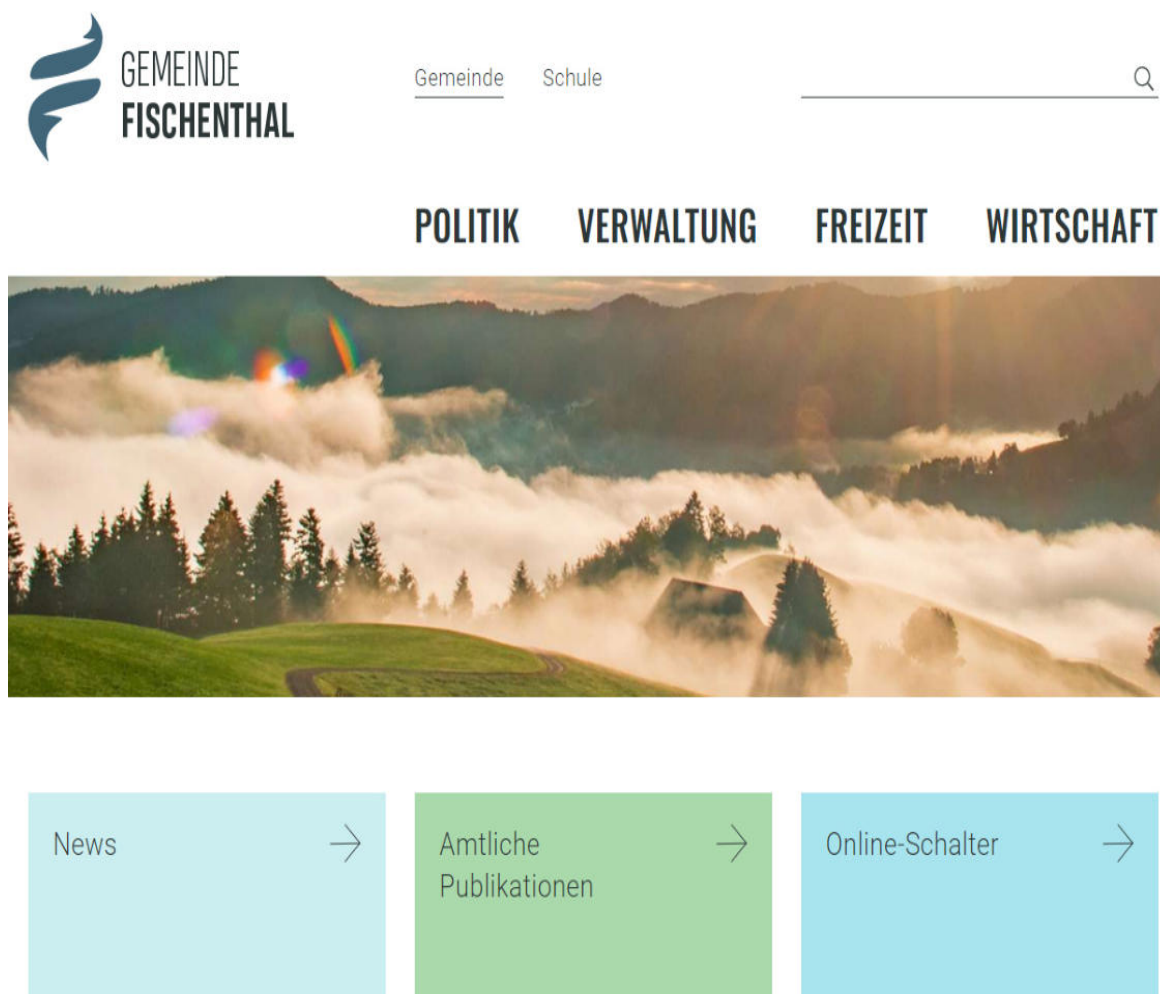 GEMEINDE
FISCHENTHAL
Gemeinde Schule
POLITIK VERWALTUNG FREIZEIT WIRTSCHAFT
News
Amtliche
Publikationen
Online-Schalter